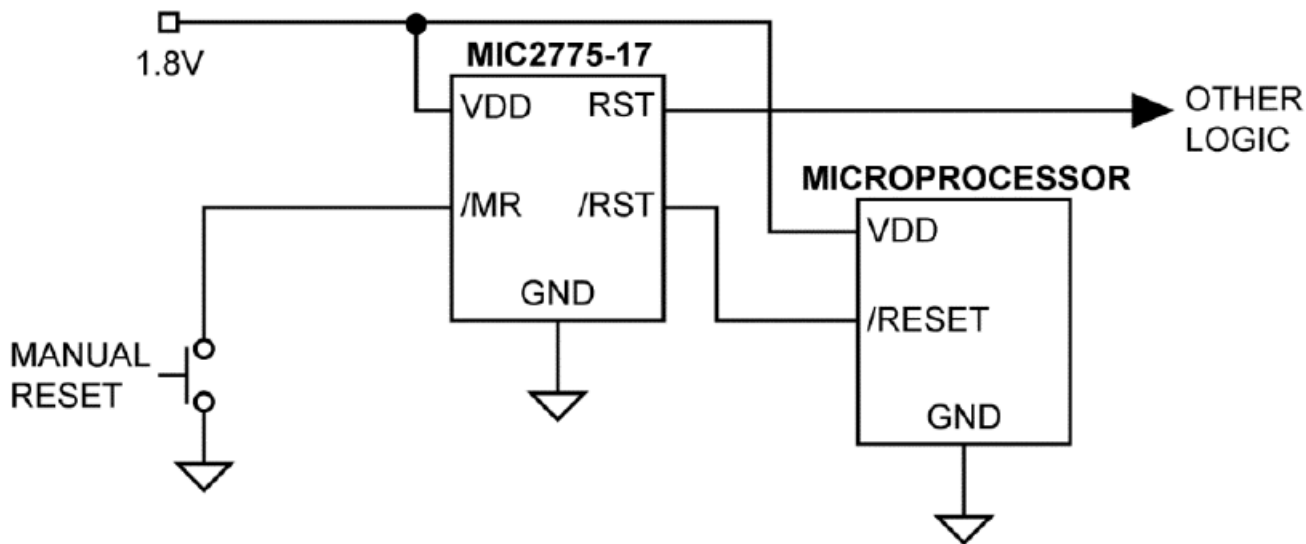 1.8V
MIC2775-17
VDD
RST
OTHER
LOGIC
MICROPROCESSOR
/MR
/RST
VDD
GND
/RESET
MANUAL
RESET
GND